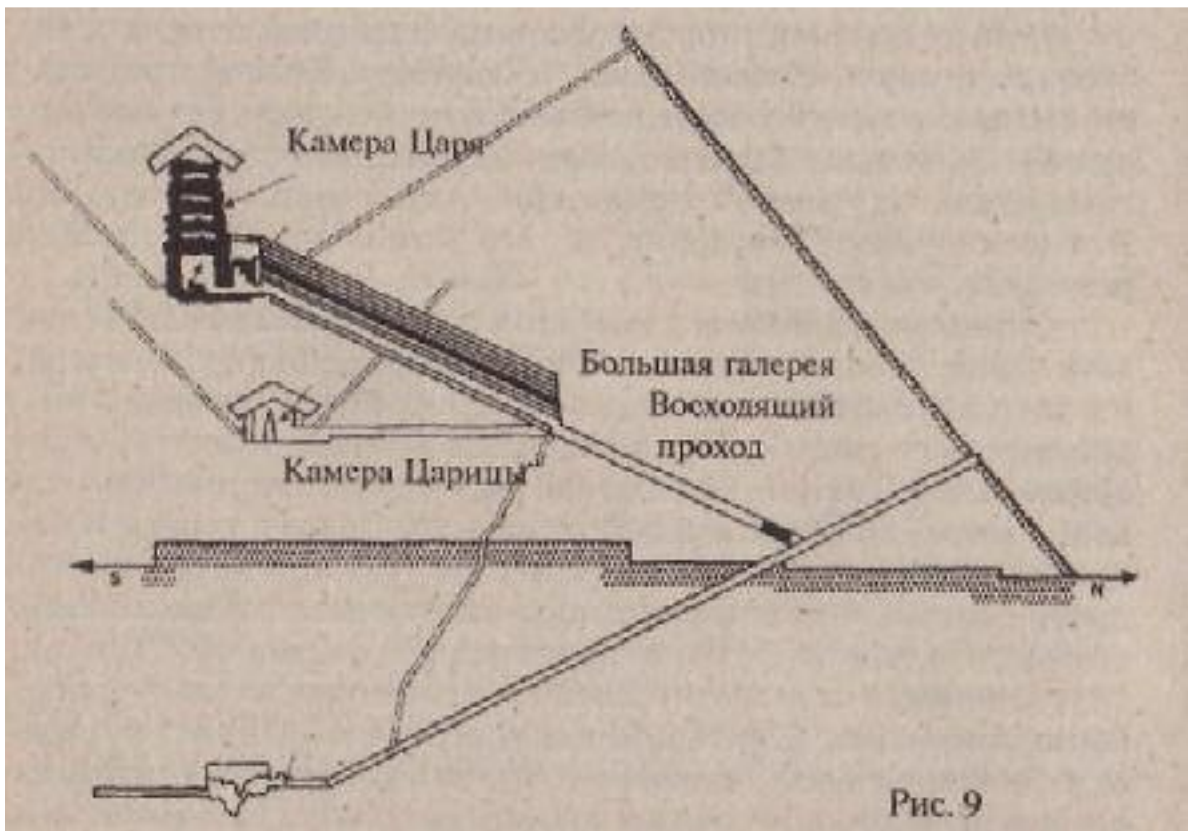 Камера Царя
Большая галерея
Восходящий
проход
Камера Царицы
S
N
Рис. 9